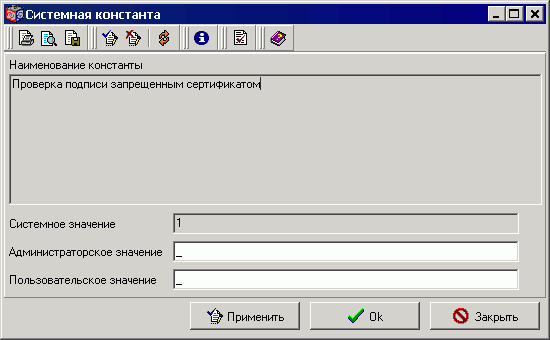 Системная константа
Наименование константы
Проверка подписи запрещенным сертификатом
Системное значение 1
Администраторское значение _
Пользовательское значение _
Применить Ok Закрыть